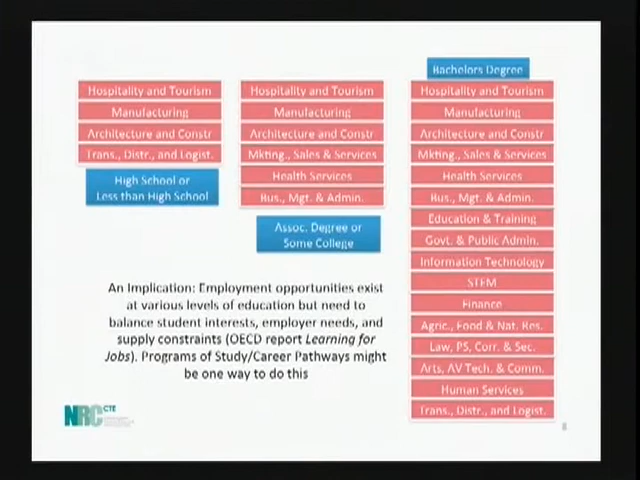 Hospitality and Tourism
Manufacturing
Architecture and Constr
Trans., Distr., and Logist.
High School or
Less than High School
Hospitality and Tourism
Manufacturing
Architecture and Constr
Mkting., Sales & Services
Health Services
Bus., Mgt. & Admin.
Assoc. Degree or
Some College
Bachelors Degree
Hospitality and Tourism
Manufacturing
Architecture and Constr
Mkting., Sales & Services
Health Services
Bus., Mgt. & Admin.
Education & Training
Govt. & Public Admin.
Information Technology
STEM
Finance
Agric., Food & Nat. Res.
Law, PS, Corr. & Sec.
Arts, AV Tech. & Comm.
Human Services
Trans., Distr., and Logist.
An Implication: Employment opportunities exist
at various levels of education but need to
balance student interests, employer needs, and
supply constraints (OECD report Learning for
Jobs). Programs of Study/Career Pathways might
be one way to do this
NRC CTE
8